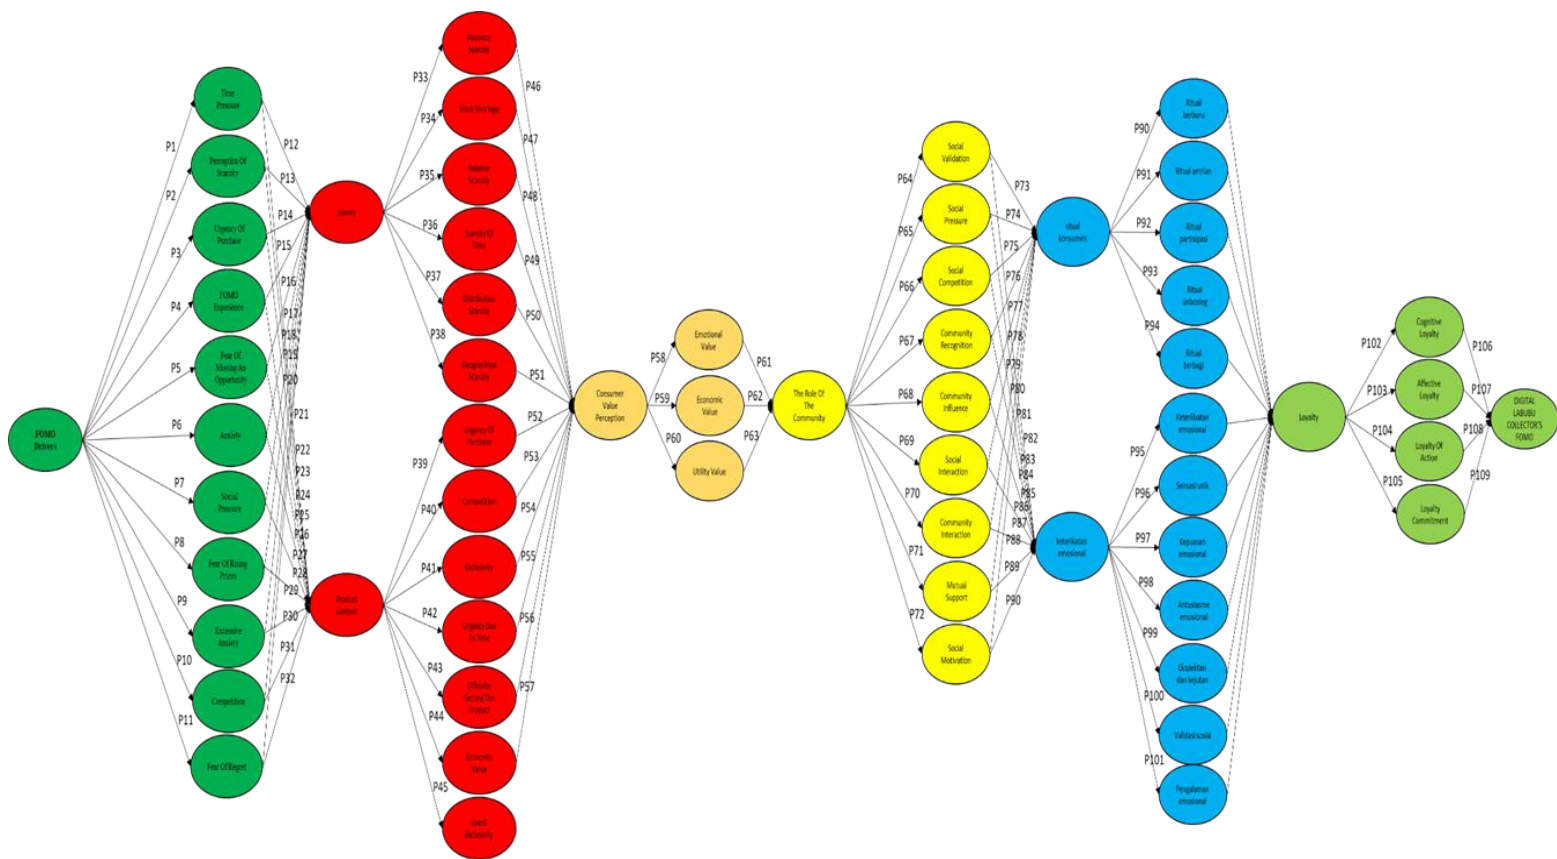 FOMO
Drivers
P1
P2
P3
P4
P5
P6
P7
P8
P9
P10
P11
Time
Pressure
Perception Of
Scarcity
Urgency Of
Purchase
FOMO
Experience
Fear Of
Missing An
Opportunity
Anxiety
Social
Pressure
Fear Of Rising
Prices
Excessive
Anxiety
Competition
Fear Of Regret
P12
P13
P14
P15
P16
P17
P18
P19
P20
P21
P22
P23
P24
P25
P26
P27
P28
P29
P30
P31
P32
Product
P33
P34
P35
P36
P37
P38
P39
P40
P41
P42
P43
P44
P45
Absolute
Scarcity
Stock Shortage
Relative
Scarcity
Scarcity Of
Time
Distribution
Scarcity
Geographical
Scarcity
Urgency Of
Purchase
Competition
Exclusivity
Urgency Due
To Time
Difficulty
Getting The
Product
Economic
Value
Exclusivity
P46
P47
P48
P49
P50
P51
P52
P53
P54
P55
P56
P57
Consumer
Value
Perception
P58
P59
P60
Emotional
Value
Economic
Value
Utility Value
P61
P62
P63
The Role Of
The
Community
P64
P65
P66
P67
P68
P69
P70
P71
P72
Social
Validation
Social
Pressure
Social
Competition
Community
Recognition
Community
Influence
Social
Interaction
Community
Interaction
Mutual
Support
Social
Motivation
P73
P74
P75
P76
P77
P78
P79
P80
P81
P82
P83
P84
P85
P86
P87
P88
P89
P90
ritual
konsumen
keterikatan
emosional
P90
P91
P92
P93
P94
P95
P96
P97
P98
P99
P100
P101
Ritual
berburu
Ritual antrian
Ritual
partisipasi
Ritual
unboxing
Ritual
berbagi
Keterlibatan
emosional
Sensasi unik
Kepuasan
emosional
Antusiasme
emosional
Ekspektasi
dan kejutan
Validasi sosial
Pengalaman
emosional
Loyalty
P102
P103
P104
P105
Cognitive
Loyalty
Affective
Loyalty
Loyalty Of
Action
Loyalty
Commitment
P106
P107
P108
P109
DIGITAL
LABUBU
COLLECTOR'S
FOMO